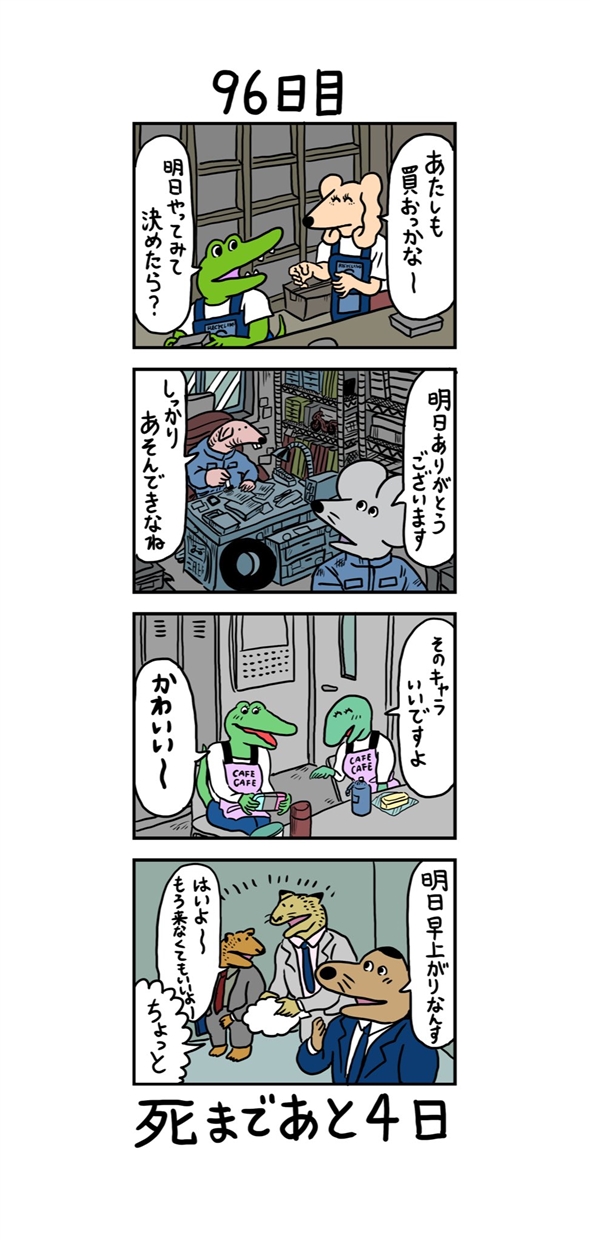 96日目
あたしも
買おっかな〜
明日やってみて
決めたら?
RECYCLING
RECYCLING
明日ありがとう
ございます
しっかり
あそんできなね
そのキャラ
いいですよ
かわいい〜
CAFE
CAFE
CAFE
CAFE
明日早上がりなんす
はいよ〜
もう来なくてもいいよ〜
ちょっと
死まであと4日